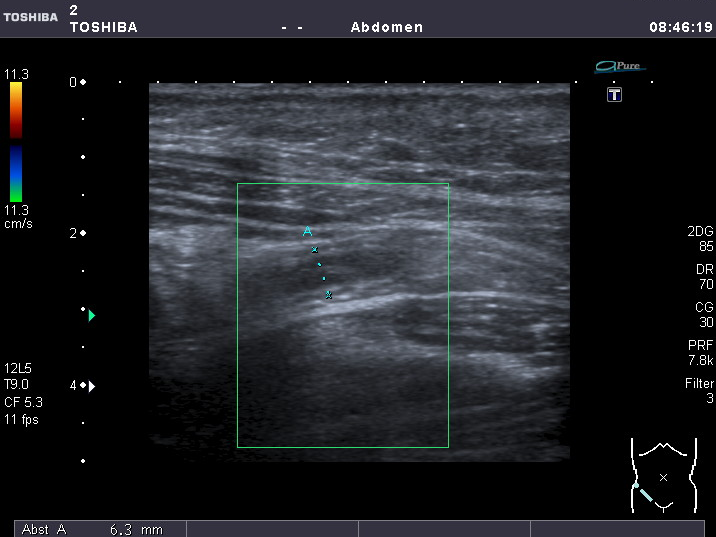 TOSHIBA
2
TOSHIBA
- -
Abdomen
08:46:19
11.3
11.3
cm/s
0
2
4
A
aPure
T
2DG
85
DR
70
CG
30
PRF
7.8k
Filter
3
12L5
T9.0
CF 5.3
11 fps
Abst A 6.3 mm